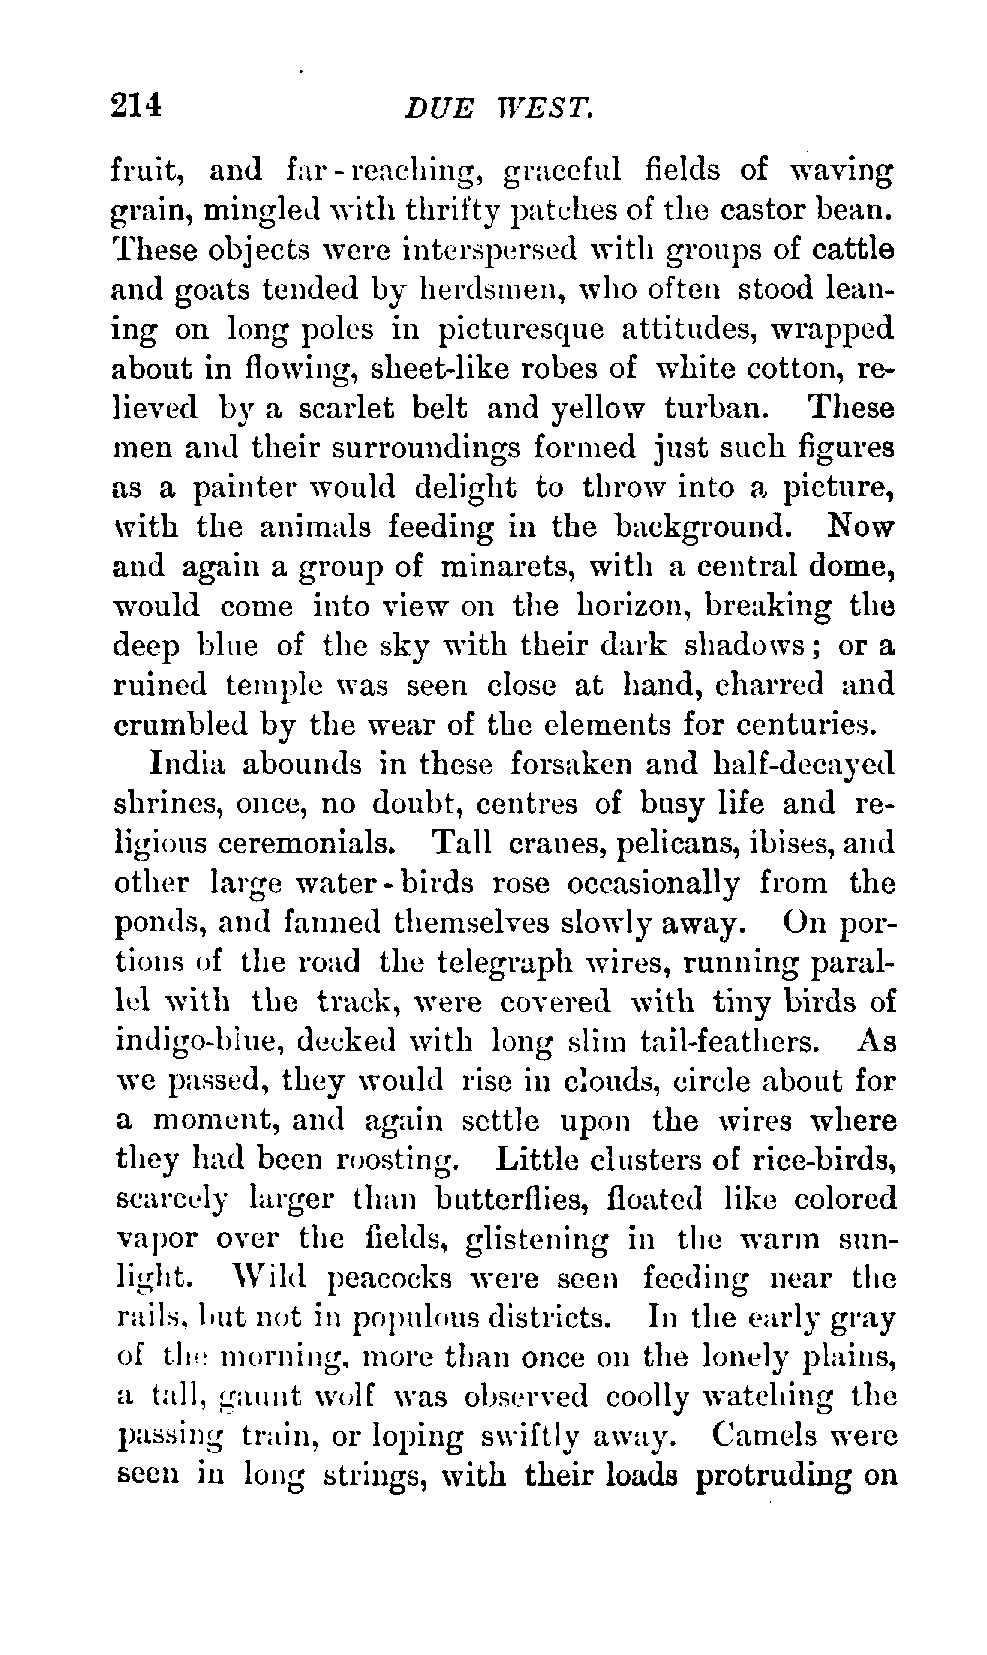 214 DUE WEST.
fruit, and far-reaching, graceful fields of waving
grain, mingled with thrifty patches of the castor bean.
These objects were interspersed with groups of cattle
and goats tended by herdsmen, who often stood lean-
ing on long poles in picturesque attitudes, wrapped
about in flowing, sheet-like robes of white cotton, re-
lieved by a scarlet belt and yellow turban. These
men and their surroundings formed just such figures
as a painter would delight to throw into a picture,
with the animals feeding in the background. Now
and again a group of minarets, with a central dome,
would come into view on the horizon, breaking the
deep blue of the sky with their dark shadows; or a
ruined temple was seen close at hand, charred and
crumbled by the wear of the elements for centuries.
India abounds in these forsaken and half-decayed
shrines, once, no doubt, centres of busy life and re-
ligious ceremonials. Tall cranes, pelicans, ibises, and
other large water-birds rose occasionally from the
ponds, and fanned themselves slowly away. On por-
tions of the road the telegraph wires, running paral-
lel with the track, were covered with tiny birds of
indigo-blue, decked with long slim tail-feathers. As
we passed, they would rise in clouds, circle about for
a moment, and again settle upon the wires where
they had been roosting. Little clusters of rice-birds,
scarcely larger than butterflies, floated like colored
vapor over the fields, glistening in the warm sun-
light. Wild peacocks were seen feeding near the
rails, but not in populous districts. In the early gray
of the morning, more than once on the lonely plains,
a tall, gaunt wolf was observed coolly watching the
passing train, or loping swiftly away. Camels were
seen in long strings, with their loads protruding on